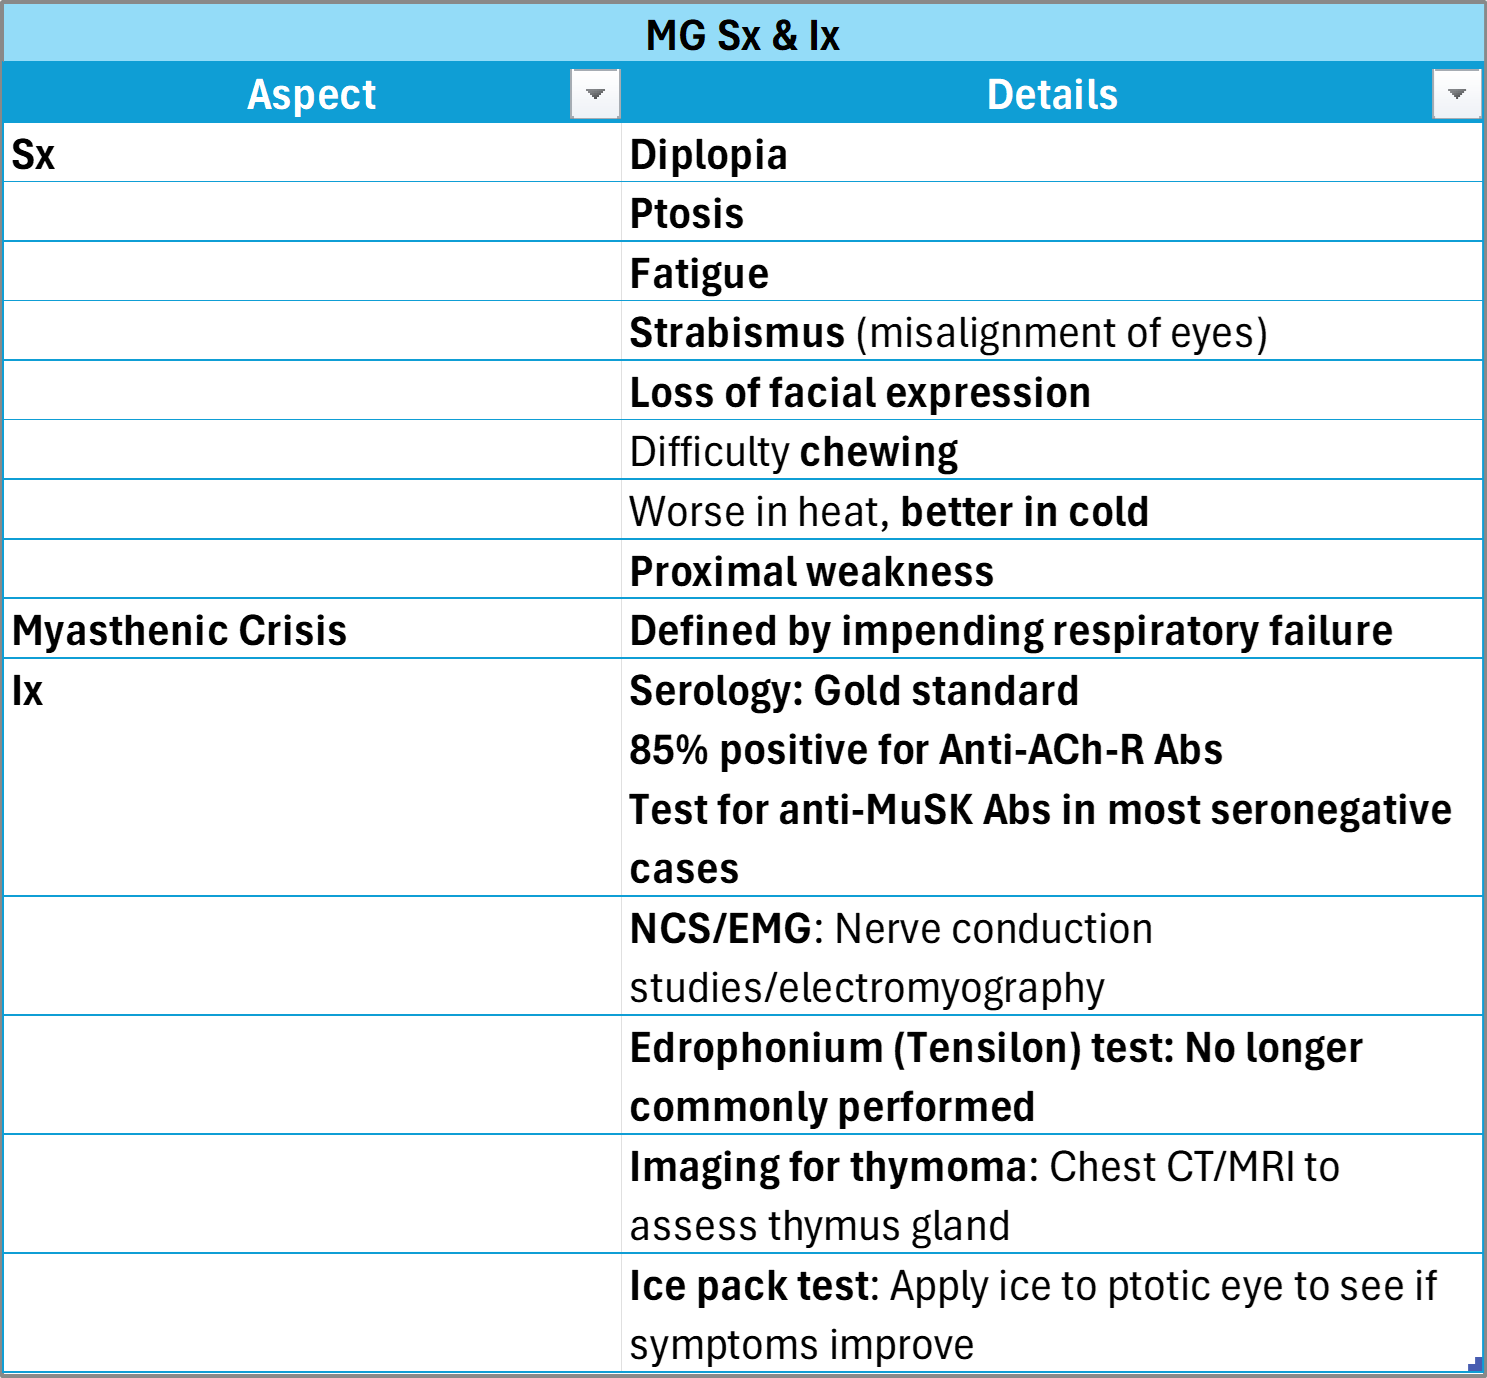 MG Sx & Ix
Aspect
Details
Sx
Diplopia
Ptosis
Fatigue
Strabismus (misalignment of eyes)
Loss of facial expression
Difficulty chewing
Worse in heat, better in cold
Proximal weakness
Myasthenic Crisis
Defined by impending respiratory failure
Ix
Serology: Gold standard
85% positive for Anti-ACh-R Abs
Test for anti-MuSK Abs in most seronegative
cases
NCS/EMG: Nerve conduction
studies/electromyography
Edrophonium (Tensilon) test: No longer
commonly performed
Imaging for thymoma: Chest CT/MRI to
assess thymus gland
Ice pack test: Apply ice to ptotic eye to see if
symptoms improve